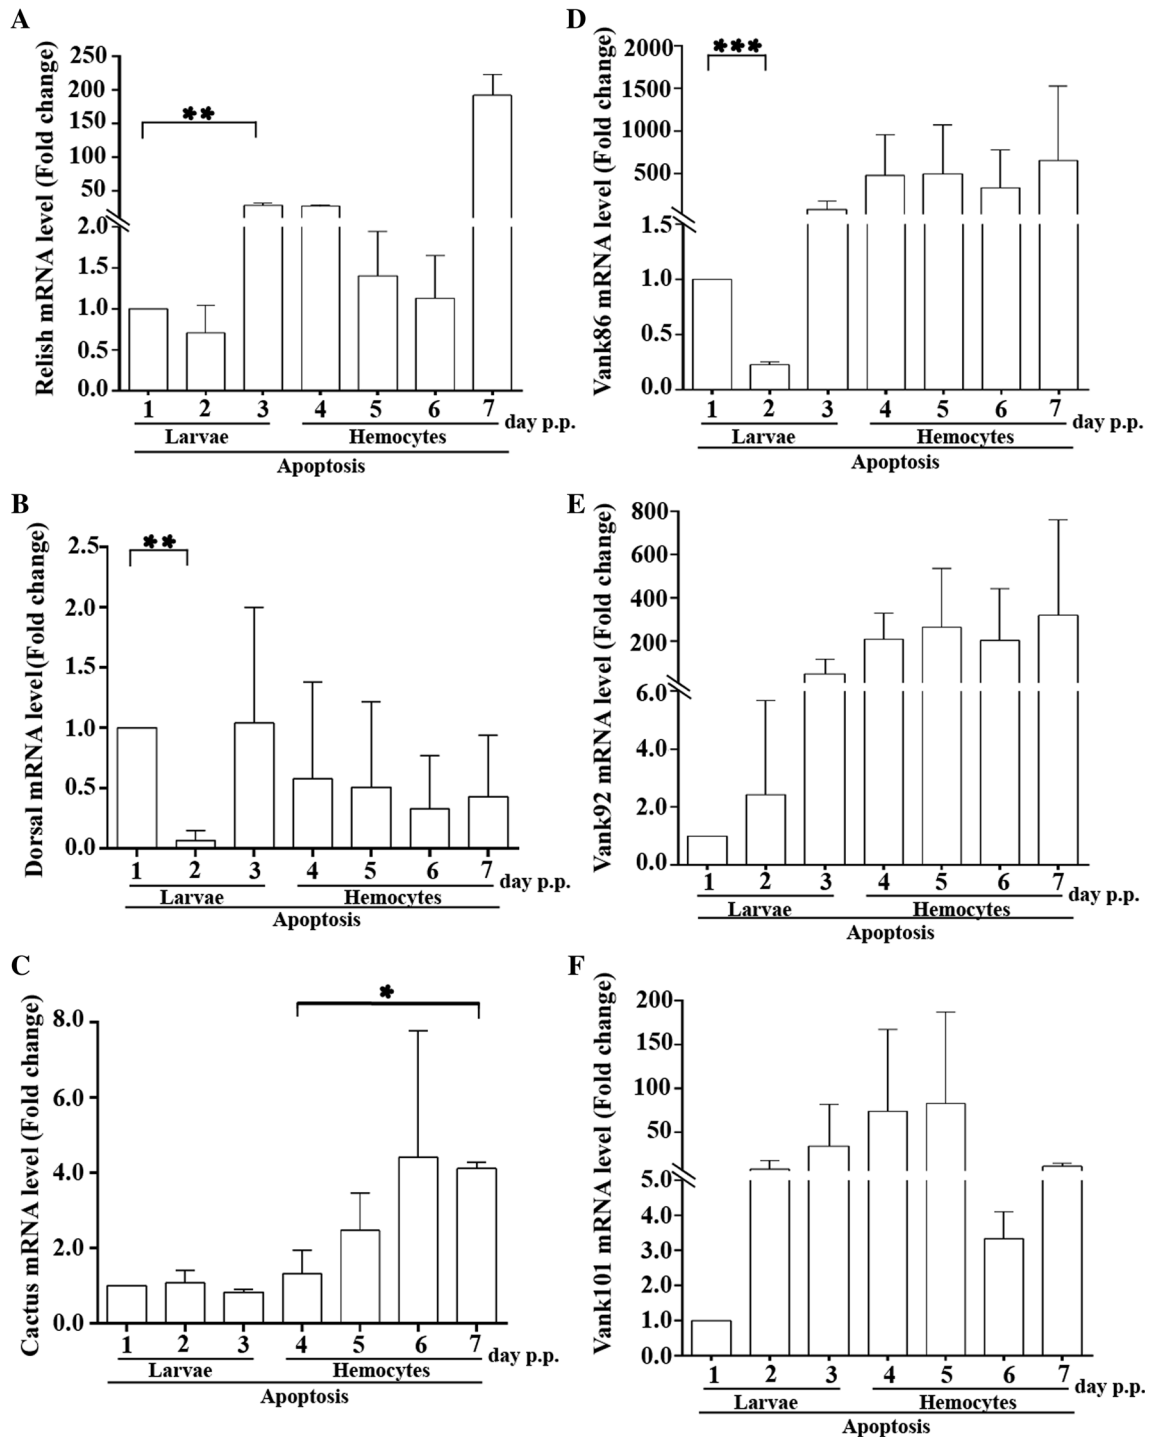 A
Relish mRNA level (Fold change)
250
200
150
100
50
2.0
1.5
1.0
0.5
0.0
**
1 2 3 4 5 6 7 day p.p.
Larvae Hemocytes
Apoptosis
B
Dorsal mRNA level(Fold change)
2.5
2.0
1.5
1.0
0.5
0.0
**
1 2 3 4 5 6 7 day p.p.
Larvae Hemocytes
Apoptosis
C
Cactus mRNA level (Fold change)
8.0
6.0
4.0
2.0
0.0
*
1 2 3 4 5 6 7 day p.p.
Larvae Hemocytes
Apoptosis
D
Vank86 mRNA level (Fold change)
2000
1500
1000
500
1.5
1.0
0.5
0.0
***
1 2 3 4 5 6 7 day p.p.
Larvae Hemocytes
Apoptosis
E
Vank92 mRNA level (Fold change)
800
600
400
200
6.0
4.0
2.0
0.0
1 2 3 4 5 6 7 day p.p.
Larvae Hemocytes
Apoptosis
F
Vank101 mRNA level (Fold change)
200
150
100
50
5.0
4.0
3.0
2.0
1.0
0.0
1 2 3 4 5 6 7 day p.p.
Larvae Hemocytes
Apoptosis